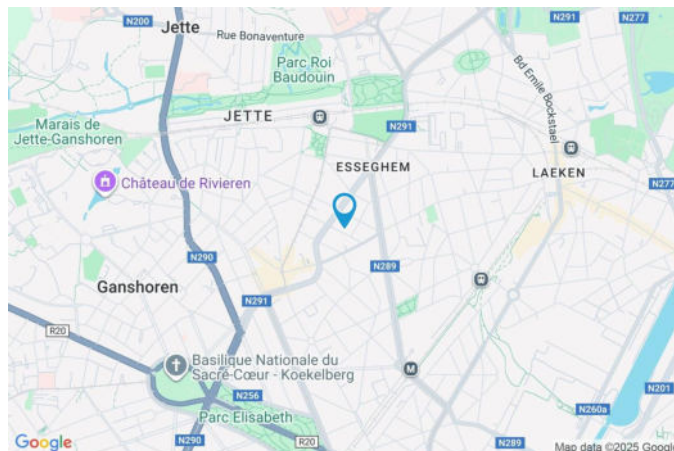 N200
Jette
Rue Bonaventure
N291
N277
Parc Roi
Baudouin
Bd Emile Bockstael
JETTE
N291
Marais de
Jette-Ganshoren
ESSEGHEM
LAEKEN
Château de Rivieren
N277
N290
N289
Ganshoren
N291
R20
R20
Basilique Nationale du
Sacré-Cœur - Koekelberg
M
N201
N256
N260a
Parc Elisabeth
N290
N289
Google
Map data ©2025 Google